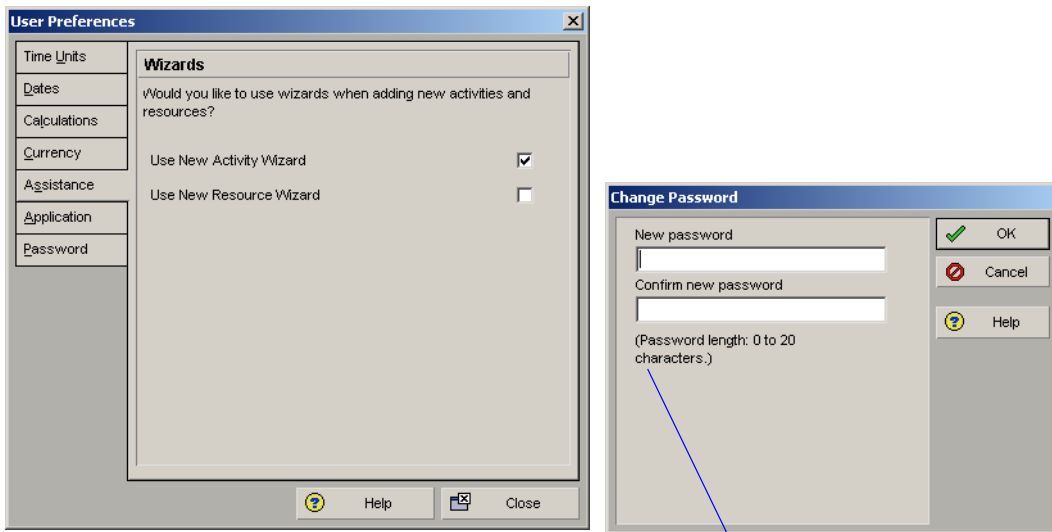 User Preferences
Time Units
Dates
Calculations
Currency
Assistance
Application
Password
Wizards
Would you like to use wizards when adding new activities and
resources?
Use New Activity Wizard
Use New Resource Wizard
Help
Close
Change Password
New password
Confirm new password
(Password length: 0 to 20
characters.)
OK
Cancel
Help